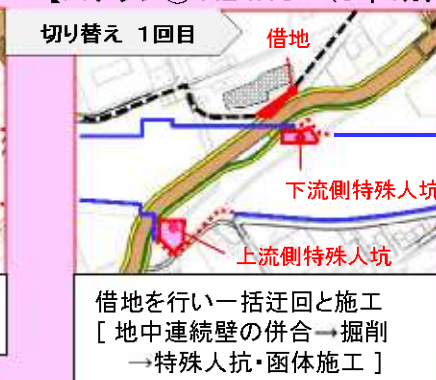 切り替え 1回目
借地
下流側特殊人坑
上流側特殊人坑
借地を行い一括迂回と施工
[ 地中連続壁の併合→掘削
→特殊人坑・函体施工 ]